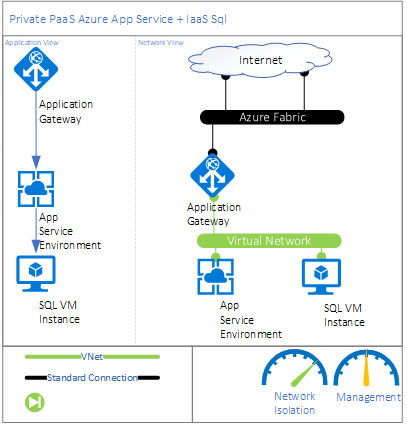 Private PaaS Azure App Service + IaaS Sql
Application View
Network View
Application
Gateway
App
Service
Environment
SQL VM
Instance
Internet
Azure Fabric
Application
Gateway
Virtual Network
App
Service
Environment
SQL VM
Instance
VNet
Standard Connection
Network
Isolation
Management